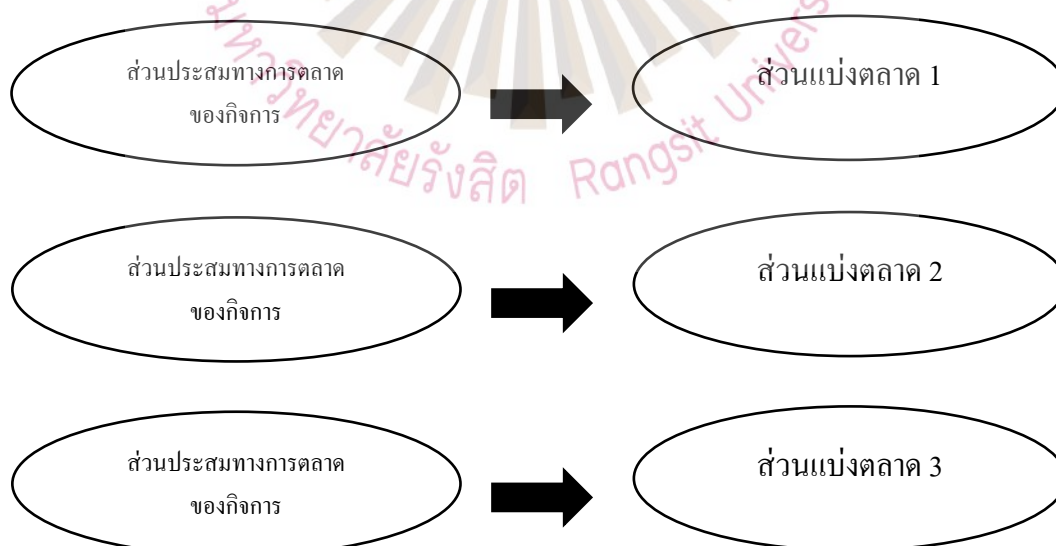 ส่วนประสมทางการตลาด
ของกิจการ
ส่วนแบ่งตลาด 1
มหาวิทยาลัยรังสิต Rangsit Univers
ส่วนประสมทางการตลาด
ของกิจการ
ส่วนแบ่งตลาด 2
ส่วนประสมทางการตลาด
ของกิจการ
ส่วนแบ่งตลาด 3